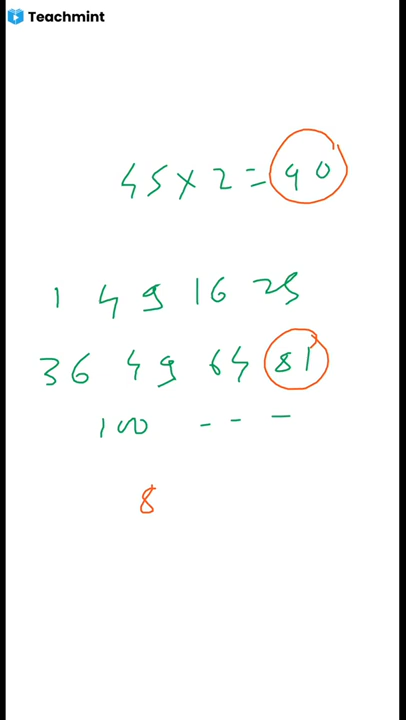 Teachmint
45 × 2 = 90
1 4 9 16 25
36 49 64 81
100 - - -
8